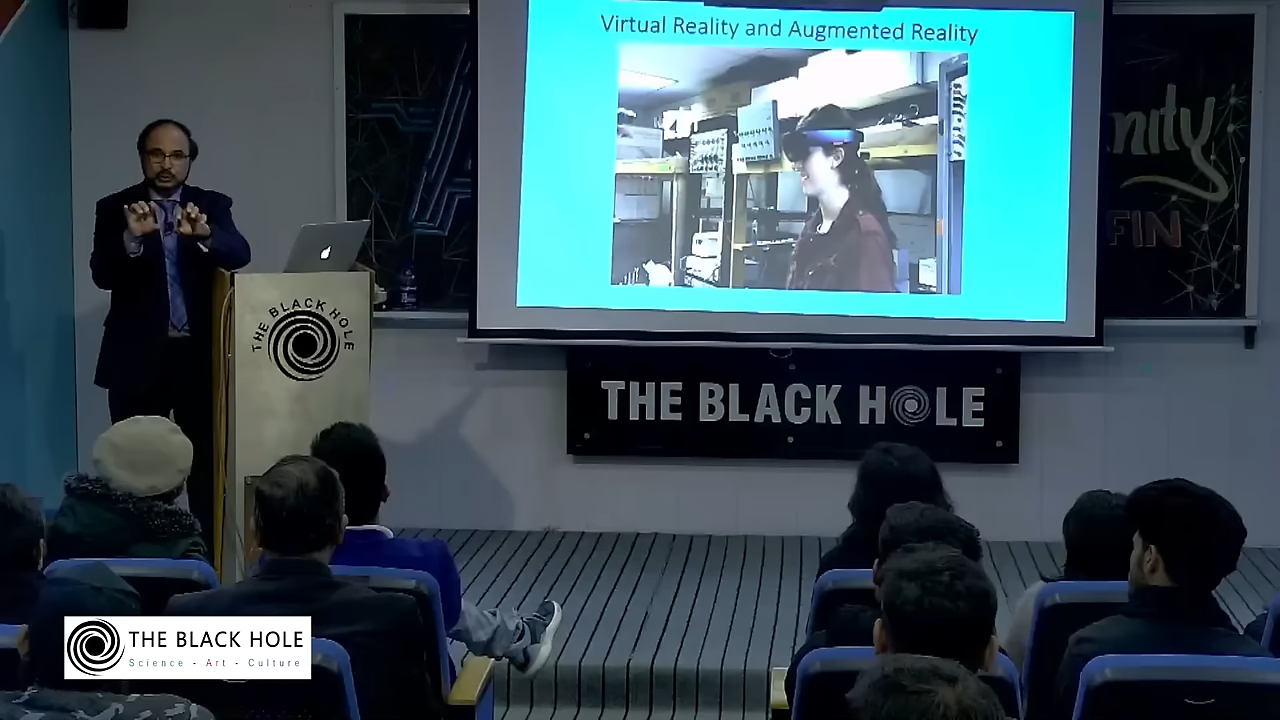 Virtual Reality and Augmented Reality
nity
FIN
THE BLACK HOLE
THE BLACK HOLE
THE BLACK HOLE
Science - Art - Culture